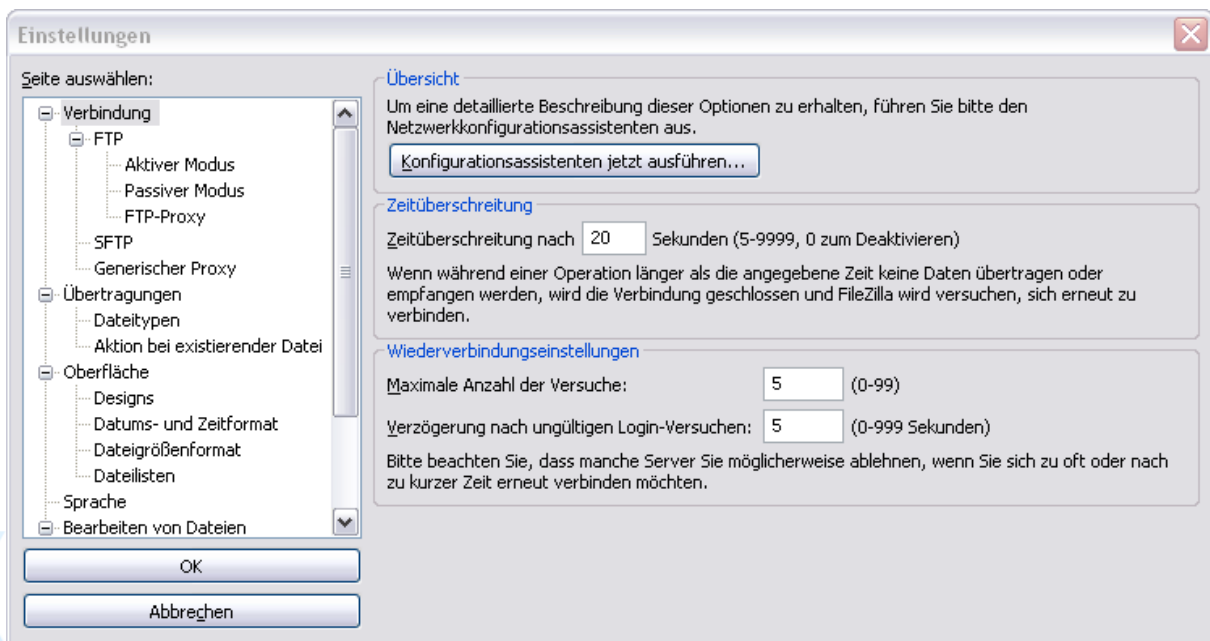 Einstellungen
Seite auswählen:
Verbindung
FTP
Aktiver Modus
Passiver Modus
FTP-Proxy
SFTP
Generischer Proxy
Übertragungen
Dateitypen
Aktion bei existierender Datei
Oberfläche
Designs
Datums- und Zeitformat
Dateigrößenformat
Dateilisten
Sprache
Bearbeiten von Dateien
OK
Abbrechen
Übersicht
Um eine detaillierte Beschreibung dieser Optionen zu erhalten, führen Sie bitte den
Netzwerkkonfigurationsassistenten aus.
Konfigurationsassistenten jetzt ausführen...
Zeitüberschreitung
Zeitüberschreitung nach 20 Sekunden (5-9999, 0 zum Deaktivieren)
Wenn während einer Operation länger als die angegebene Zeit keine Daten übertragen oder
empfangen werden, wird die Verbindung geschlossen und FileZilla wird versuchen, sich erneut zu
verbinden.
Wiederverbindungseinstellungen
Maximale Anzahl der Versuche: 5 (0-99)
Verzögerung nach ungültigen Login-Versuchen: 5 (0-999 Sekunden)
Bitte beachten Sie, dass manche Server Sie möglicherweise ablehnen, wenn Sie sich zu oft oder nach
zu kurzer Zeit erneut verbinden möchten.